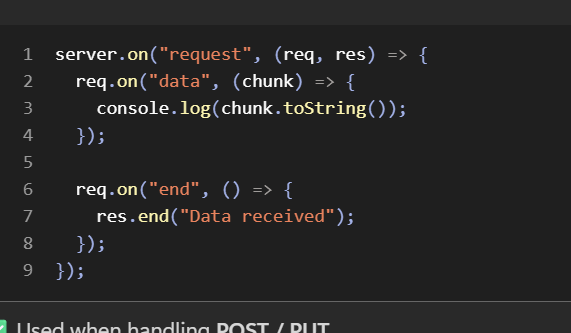 1 server.on("request", (req, res) => {
2   req.on("data", (chunk) => {
3     console.log(chunk.toString());
4   });
5
6   req.on("end", () => {
7     res.end("Data received");
8   });
9 });
✅ Used when handling POST / PUT